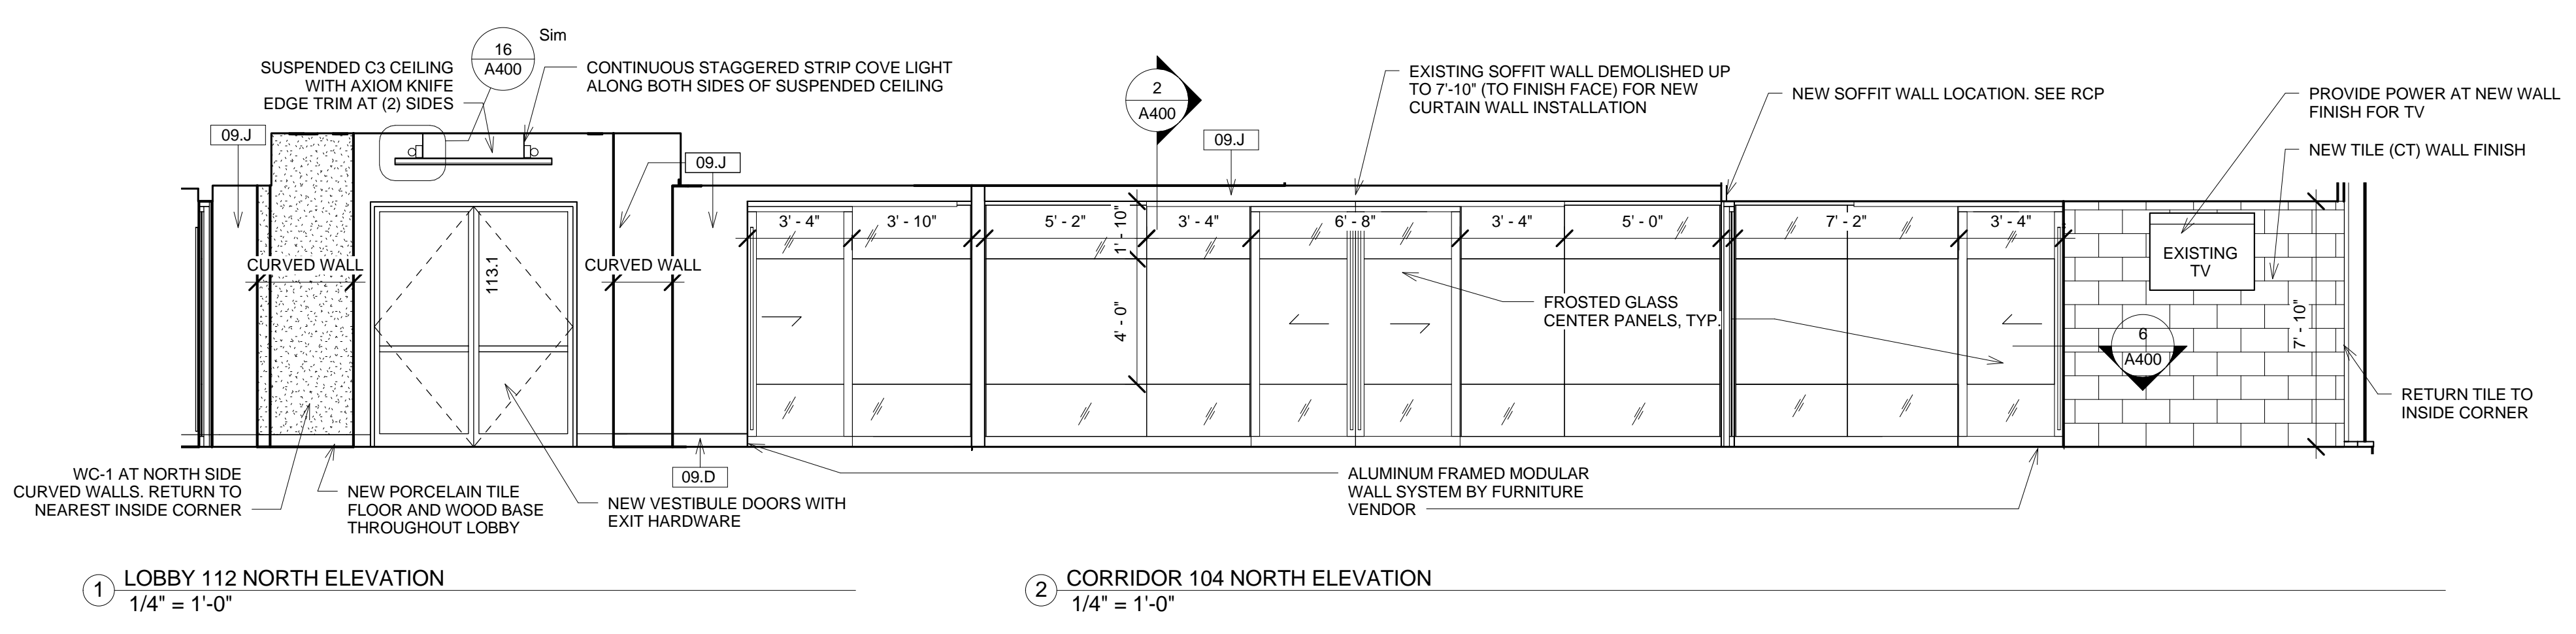 16
A400
Sim
SUSPENDED C3 CEILING
WITH AXIOM KNIFE
EDGE TRIM AT (2) SIDES
CONTINUOUS STAGGERED STRIP COVE LIGHT
ALONG BOTH SIDES OF SUSPENDED CEILING
2
A400
EXISTING SOFFIT WALL DEMOLISHED UP
TO 7'-10" (TO FINISH FACE) FOR NEW
CURTAIN WALL INSTALLATION
NEW SOFFIT WALL LOCATION. SEE RCP
PROVIDE POWER AT NEW WALL
FINISH FOR TV
NEW TILE (CT) WALL FINISH
09.J
09.J
09.J
3' - 4"
3' - 10"
5' - 2"
1' - 10"
3' - 4"
6' - 8"
3' - 4"
5' - 0"
7' - 2"
3' - 4"
CURVED WALL
113.1
CURVED WALL
4' - 0"
EXISTING
TV
FROSTED GLASS
CENTER PANELS, TYP.
7' - 10"
6
A400
RETURN TILE TO
INSIDE CORNER
WC-1 AT NORTH SIDE
CURVED WALLS. RETURN TO
NEAREST INSIDE CORNER
NEW PORCELAIN TILE
FLOOR AND WOOD BASE
THROUGHOUT LOBBY
09.D
NEW VESTIBULE DOORS WITH
EXIT HARDWARE
ALUMINUM FRAMED MODULAR
WALL SYSTEM BY FURNITURE
VENDOR
1
LOBBY 112 NORTH ELEVATION
1/4" = 1'-0"
2
CORRIDOR 104 NORTH ELEVATION
1/4" = 1'-0"